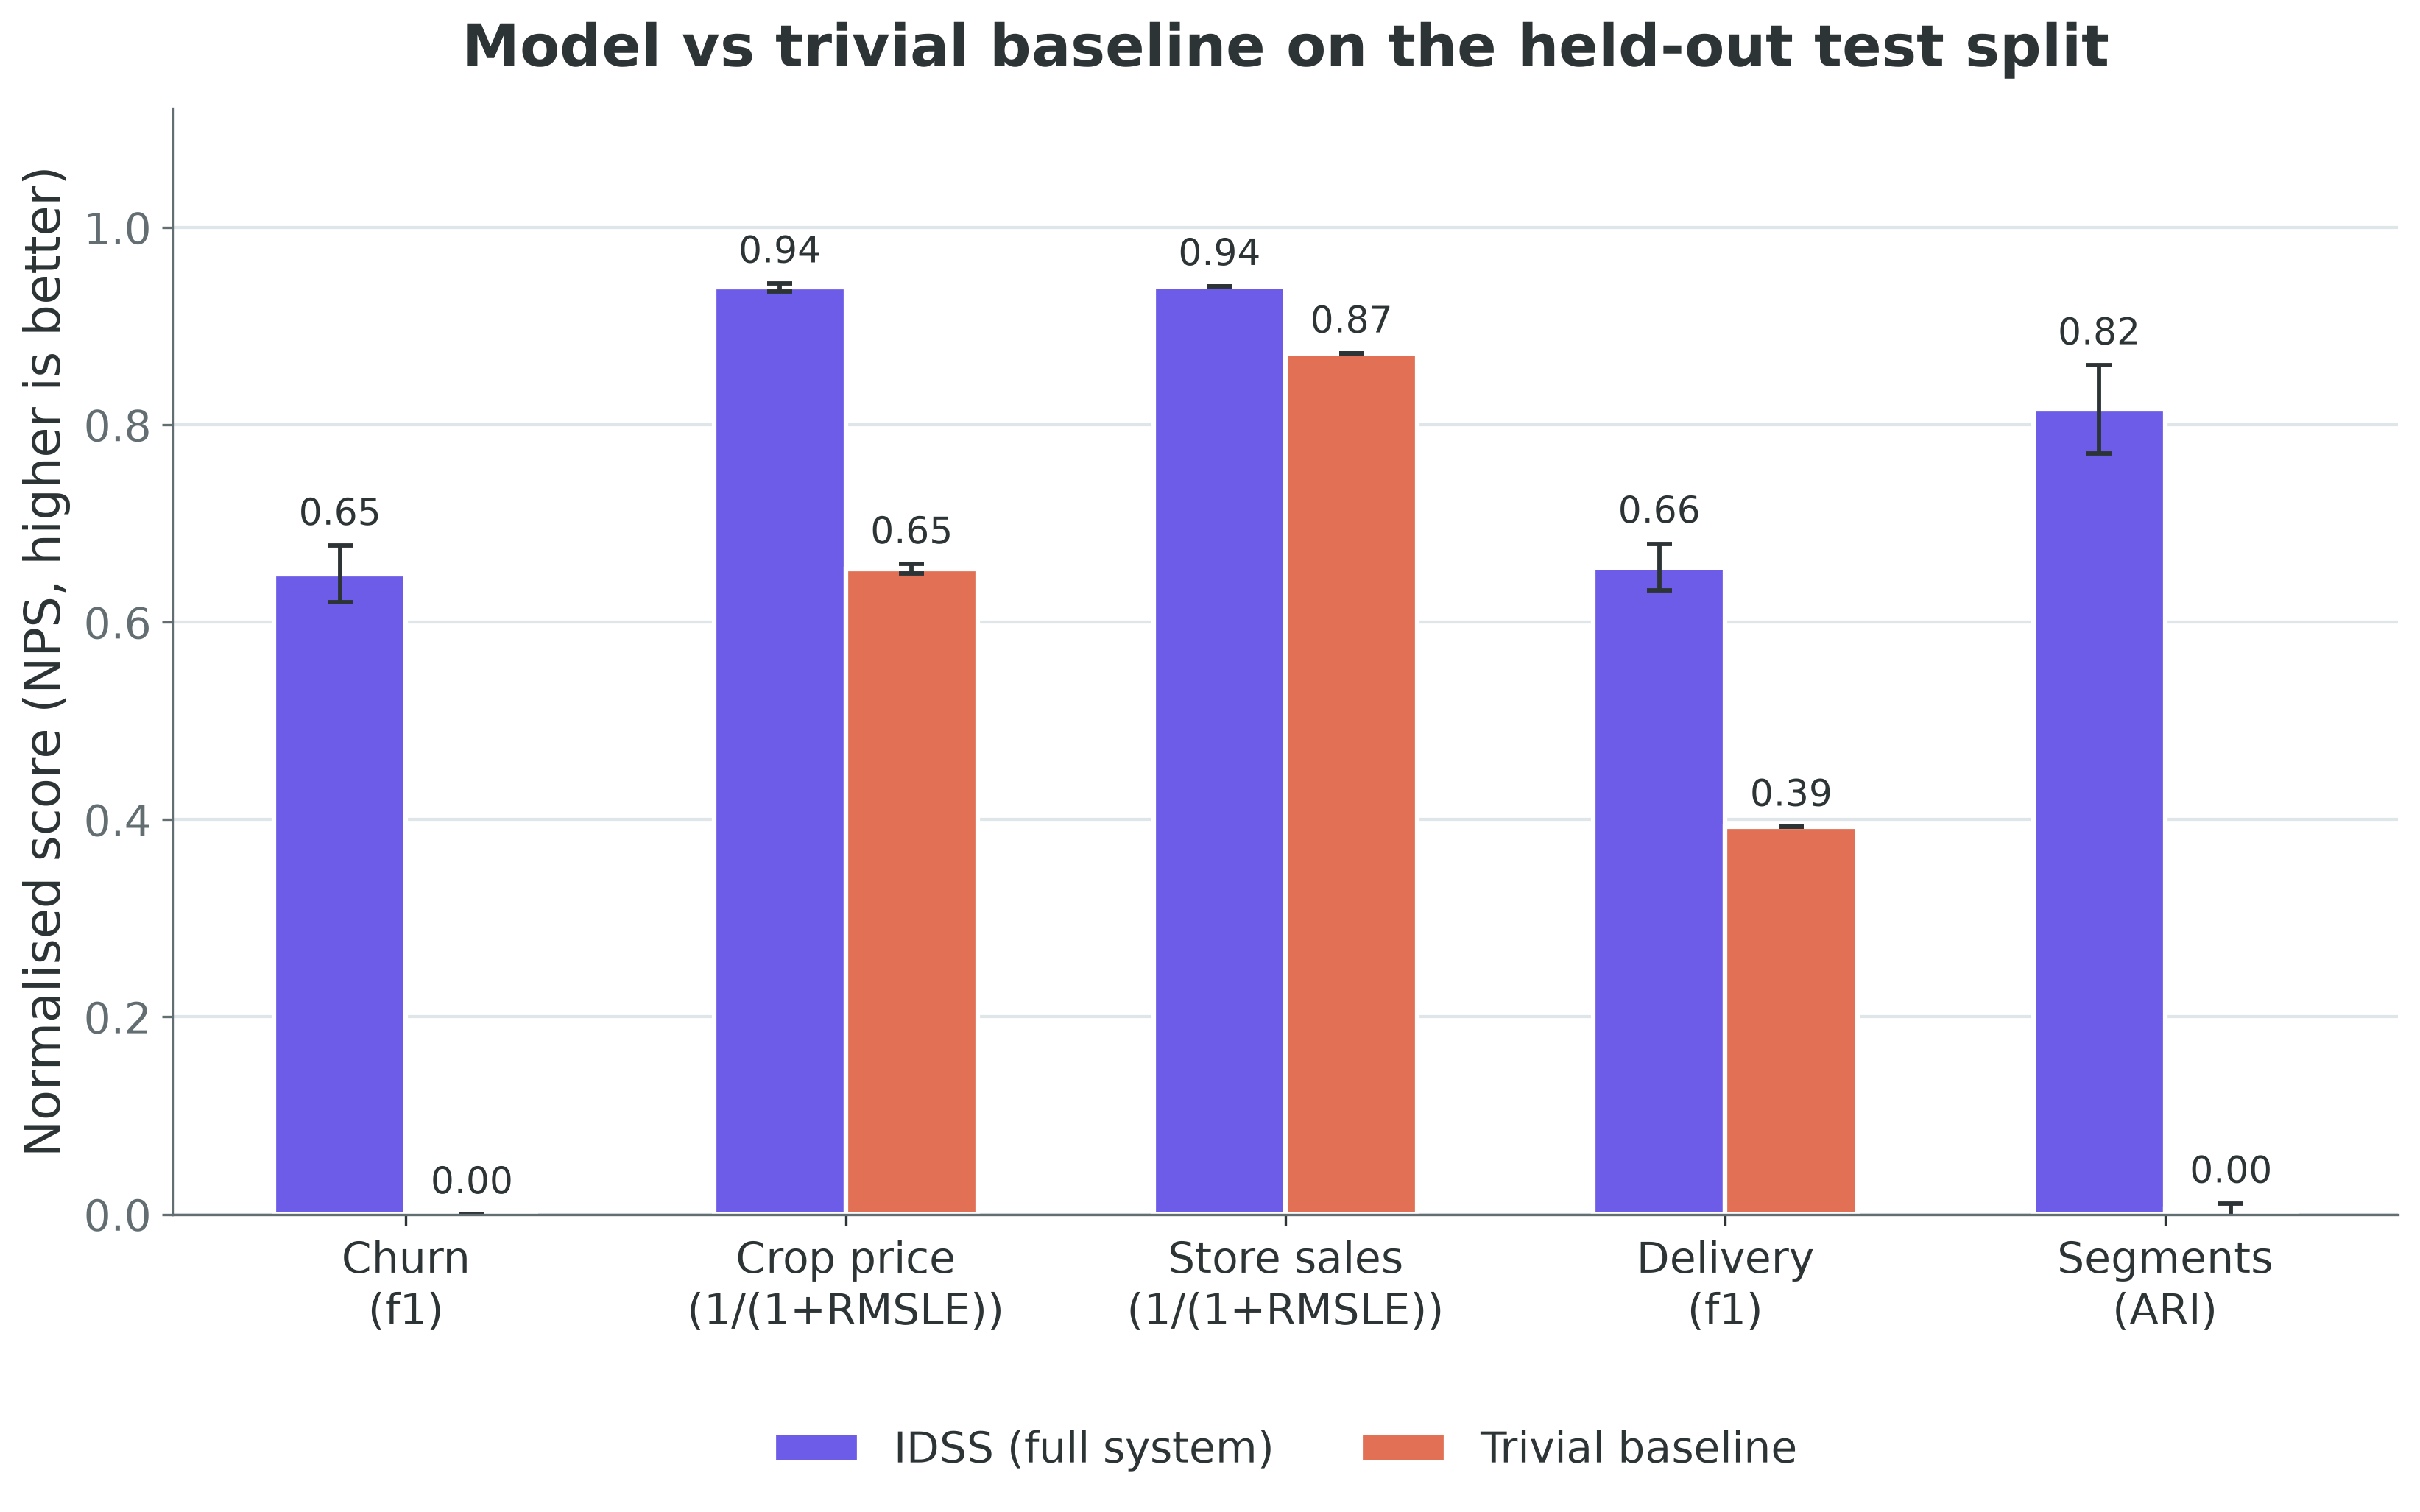 Model vs trivial baseline on the held-out test split
Normalised score (NPS, higher is better)
1.0
0.8
0.6
0.4
0.2
0.0
0.65
0.00
0.94
0.65
0.94
0.87
0.66
0.39
0.82
0.00
Churn
(f1)
Crop price
(1/(1+RMSLE))
Store sales
(1/(1+RMSLE))
Delivery
(f1)
Segments
(ARI)
IDSS (full system)
Trivial baseline